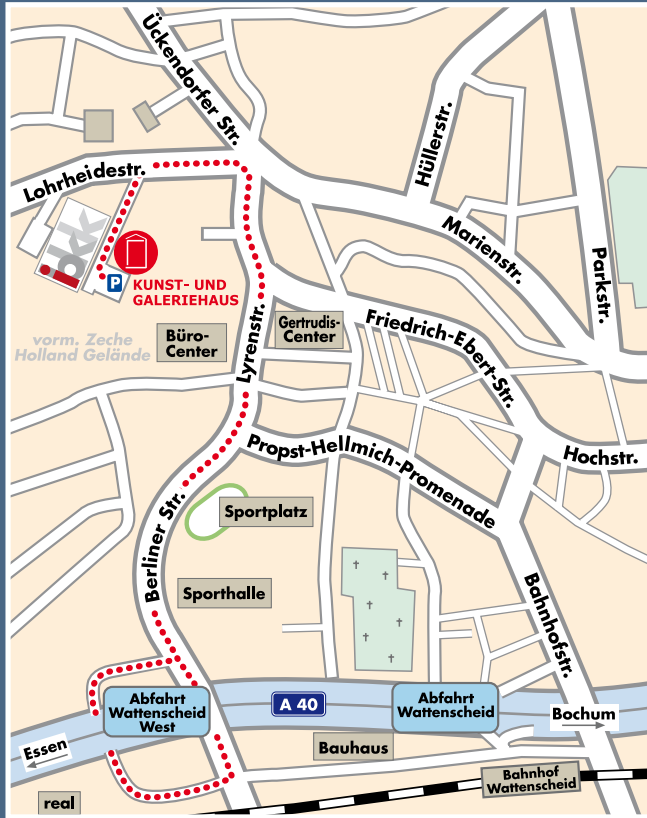 Ückendorfer Str.
Hüllerstr.
Lohrheidestr.
Marienstr.
Parkstr.
P
KUNST- UND
GALERIEHAUS
vorm. Zeche
Holland Gelände
Büro-
Center
Lyrenstr.
Gertrudis-
Center
Friedrich-Ebert-Str.
Hochstr.
Propst-Hellmich-Promenade
Berliner Str.
Sportplatz
Sporthalle
Bahnhofstr.
Abfahrt
Wattenscheid
West
A 40
Abfahrt
Wattenscheid
Bochum
Essen
Bauhaus
Bahnhof
Wattenscheid
real